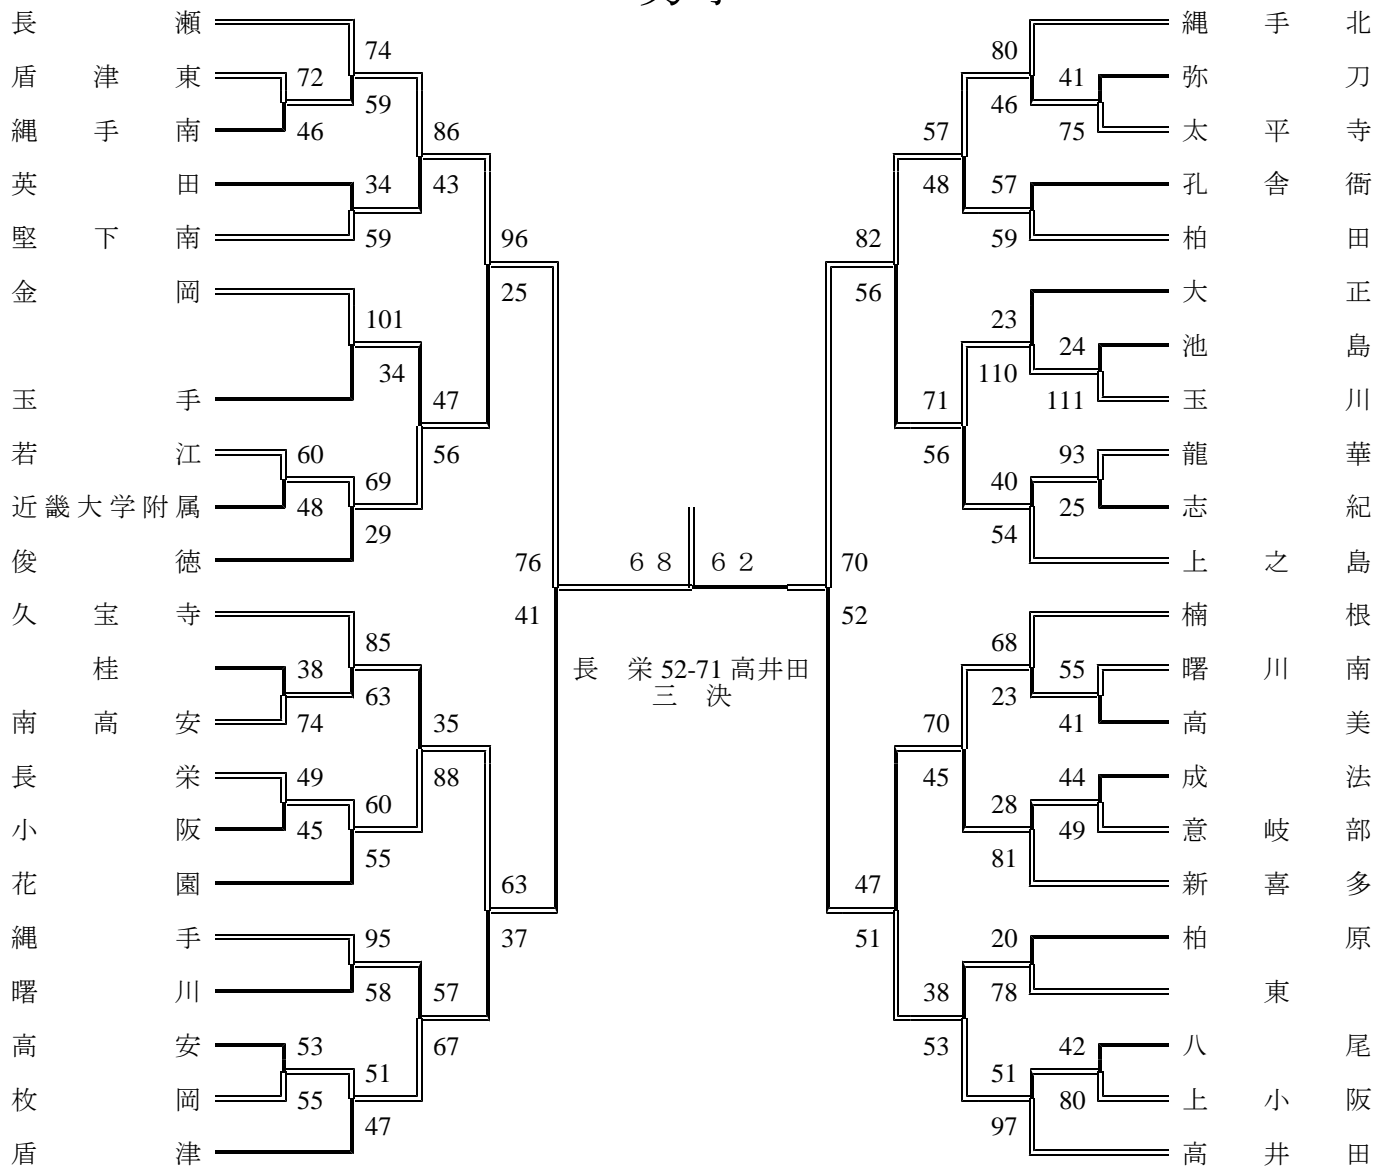 長瀬
74
盾津東
72
59
縄手南
46
86
英田
34
43
堅下南
59
96
金岡
25
101
34
玉手
47
若江
60
56
69
近畿大学附属
48
29
俊徳
76
久宝寺
41
85
桂
38
63
南高安
74
35
長栄
49
88
60
小阪
45
55
花園
63
縄手
95
37
曙川
58
57
高安
53
67
51
枚岡
55
47
盾津
６８
６２
長 栄 52-71 高井田
三 決
縄手北
80
41
弥刀
46
75
太平寺
57
48
57
孔舎衙
82
59
柏田
56
大正
23
24
池島
110
111
玉川
71
56
93
龍華
40
25
志紀
54
上之島
70
52
楠根
68
55
曙川南
23
41
高美
70
45
44
成法
28
49
意岐部
81
新喜多
47
51
20
柏原
78
東
38
53
42
八尾
51
80
上小阪
97
高井田